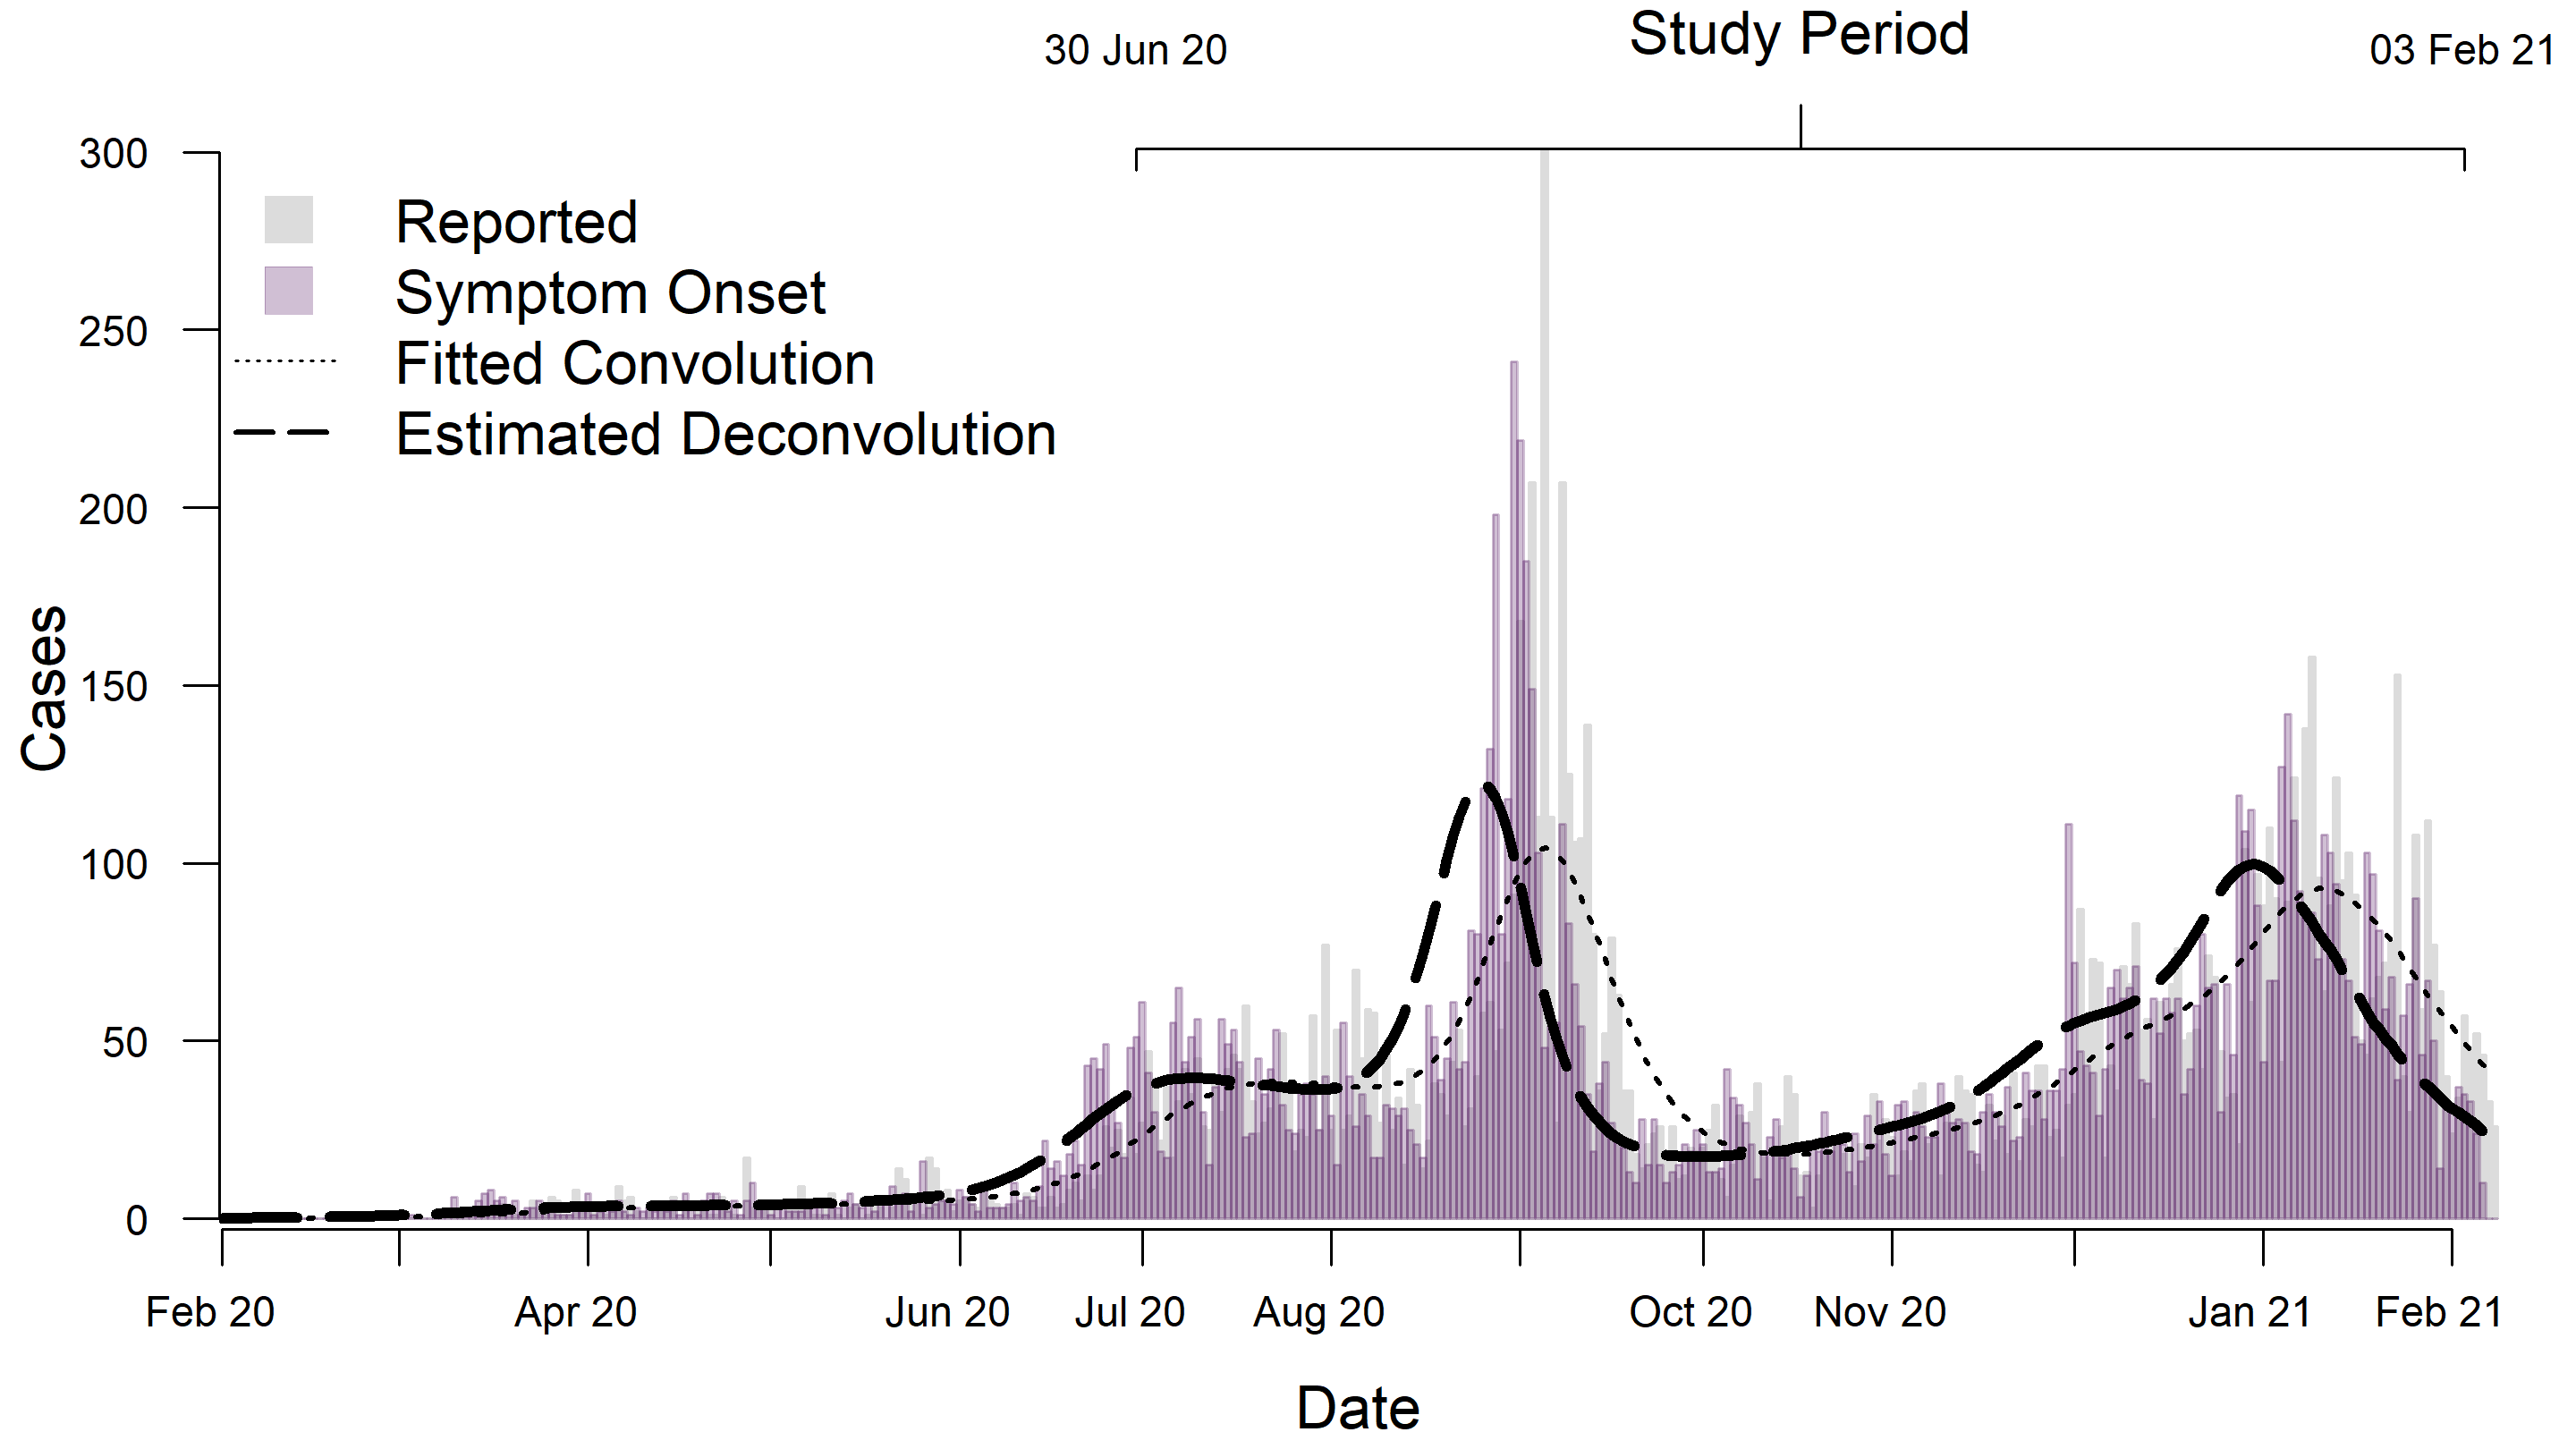 Study Period
30 Jun 20
03 Feb 21
300
250
200
150
100
50
0
Cases
Reported
Symptom Onset
Fitted Convolution
Estimated Deconvolution
Feb 20
Apr 20
Jun 20
Jul 20
Aug 20
Oct 20
Nov 20
Jan 21
Feb 21
Date